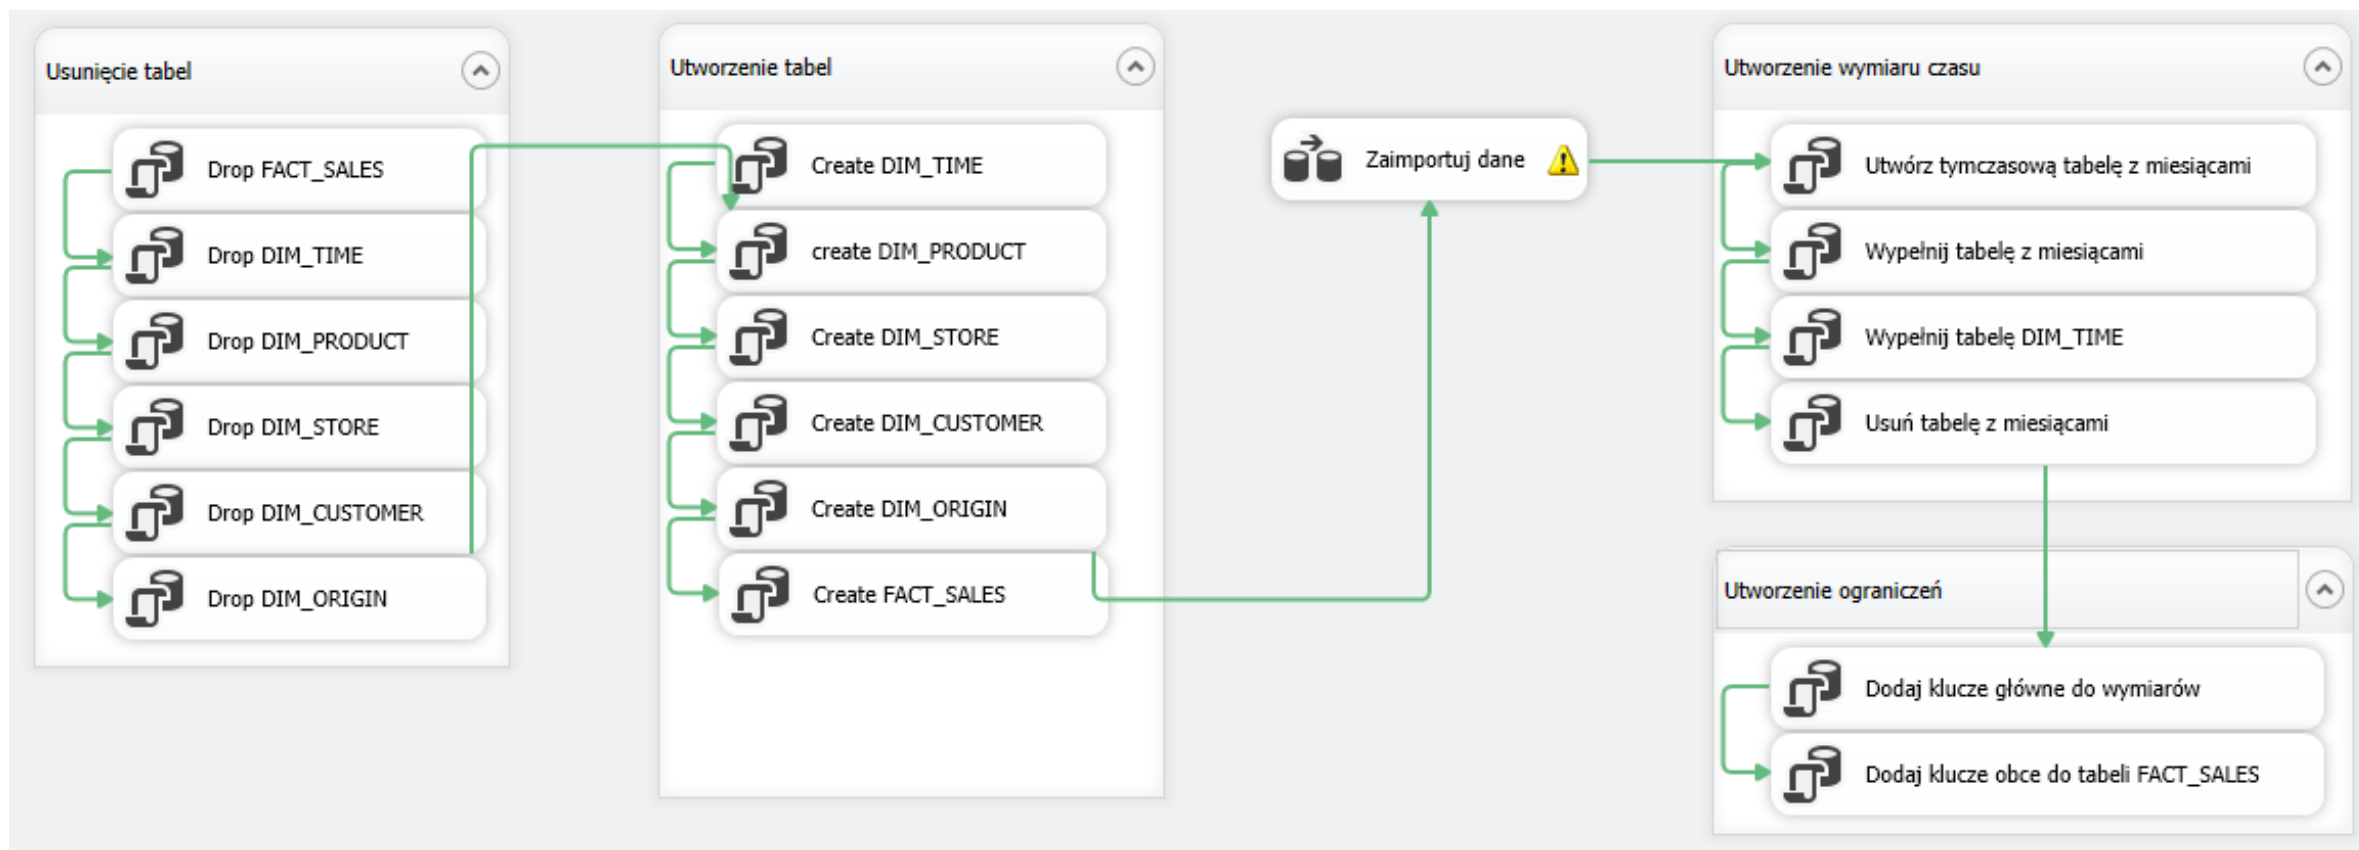 Usunięcie tabel
Drop FACT_SALES
Drop DIM_TIME
Drop DIM_PRODUCT
Drop DIM_STORE
Drop DIM_CUSTOMER
Drop DIM_ORIGIN
Utworzenie tabel
Create DIM_TIME
create DIM_PRODUCT
Create DIM_STORE
Create DIM_CUSTOMER
Create DIM_ORIGIN
Create FACT_SALES
Zaimportuj dane
Utworzenie wymiaru czasu
Utwórz tymczasową tabelę z miesiącami
Wypełnij tabelę z miesiącami
Wypełnij tabelę DIM_TIME
Usuń tabelę z miesiącami
Utworzenie ograniczeń
Dodaj klucze główne do wymiarów
Dodaj klucze obce do tabeli FACT_SALES